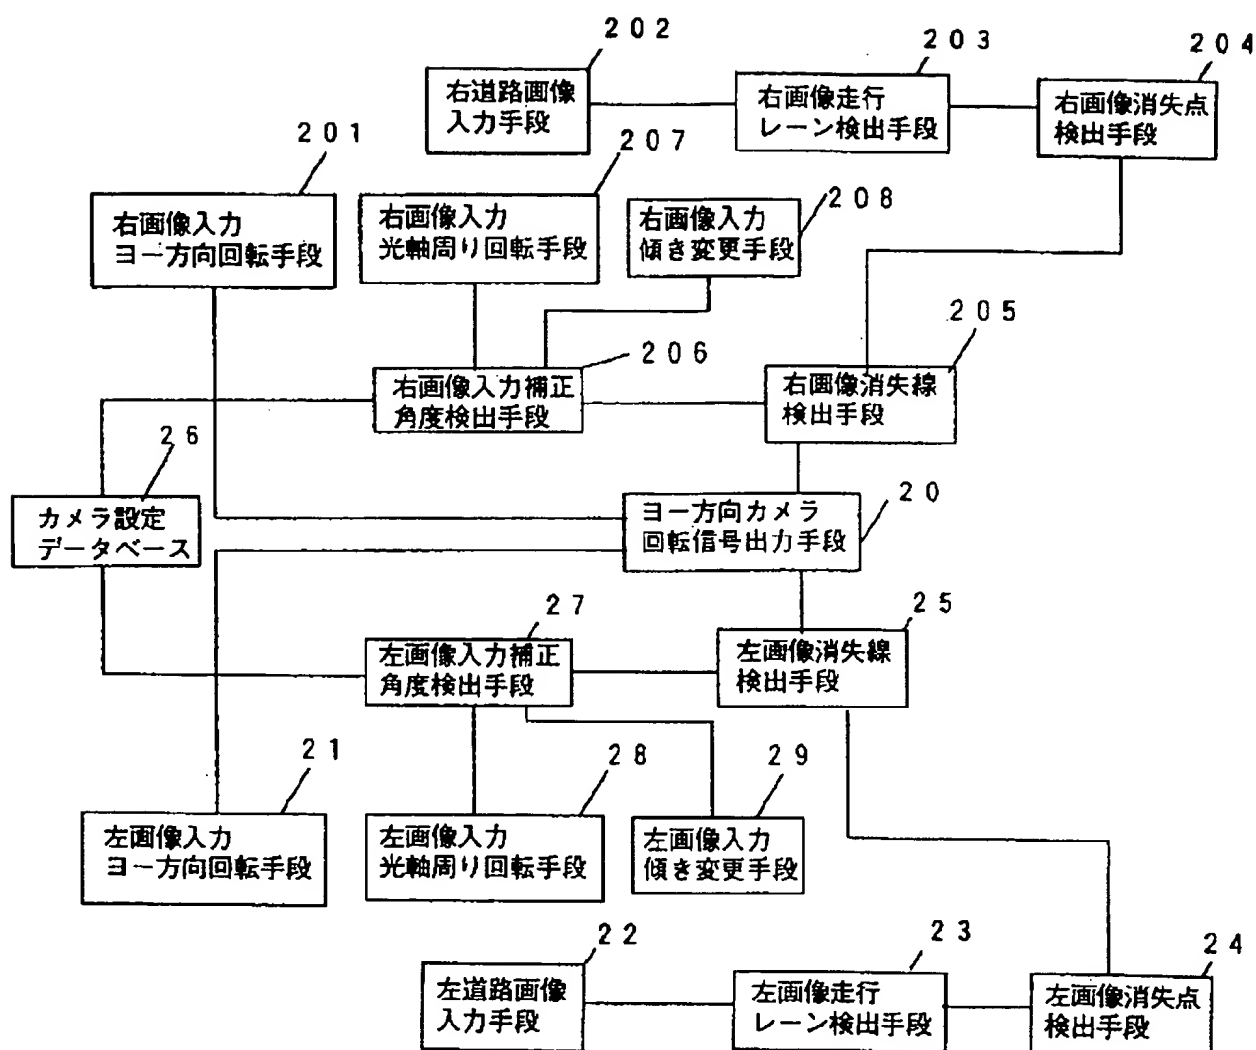 202
203
204
右道路画像
入力手段
右画像走行
レーン検出手段
右画像消失点
検出手段
201
207
208
右画像入力
ヨー方向回転手段
右画像入力
光軸周り回転手段
右画像入力
傾き変更手段
206
205
右画像入力補正
角度検出手段
右画像消失線
検出手段
26
カメラ設定
データベース
20
ヨー方向カメラ
回転信号出力手段
27
25
左画像入力補正
角度検出手段
左画像消失線
検出手段
21
28
29
左画像入力
ヨー方向回転手段
左画像入力
光軸周り回転手段
左画像入力
傾き変更手段
22
23
24
左道路画像
入力手段
左画像走行
レーン検出手段
左画像消失点
検出手段